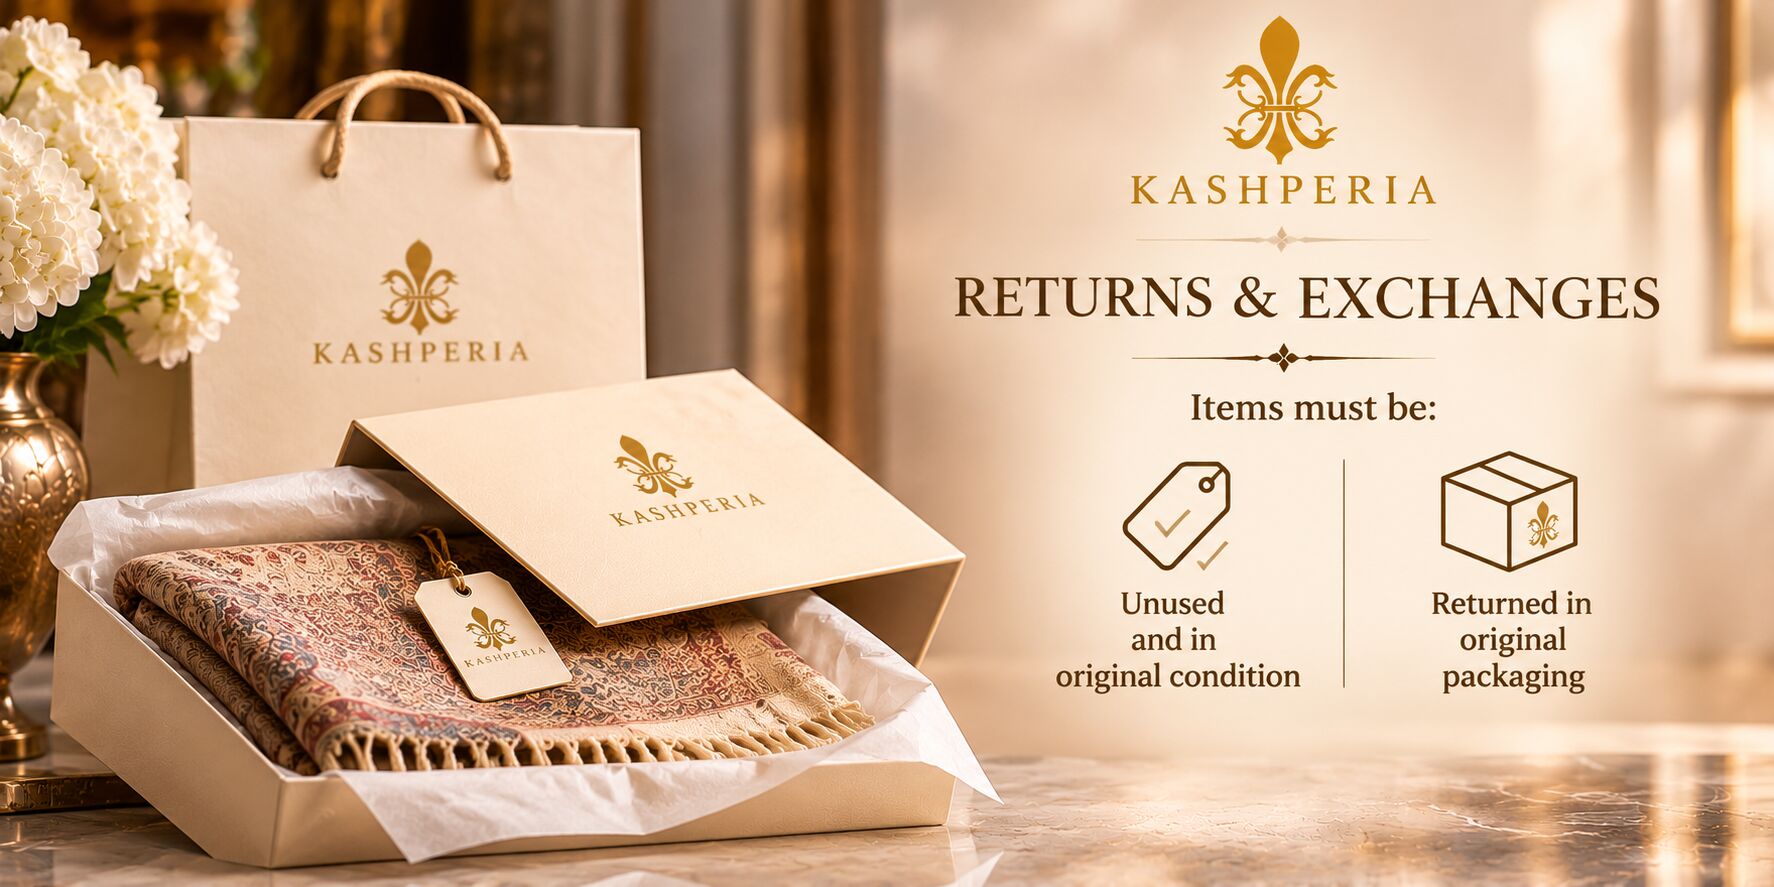 KASHPERIA
KASHPERIA
KASHPERIA
KASHPERIA
RETURNS & EXCHANGES
Items must be:
Unused
and in
original condition
Returned in
original
packaging